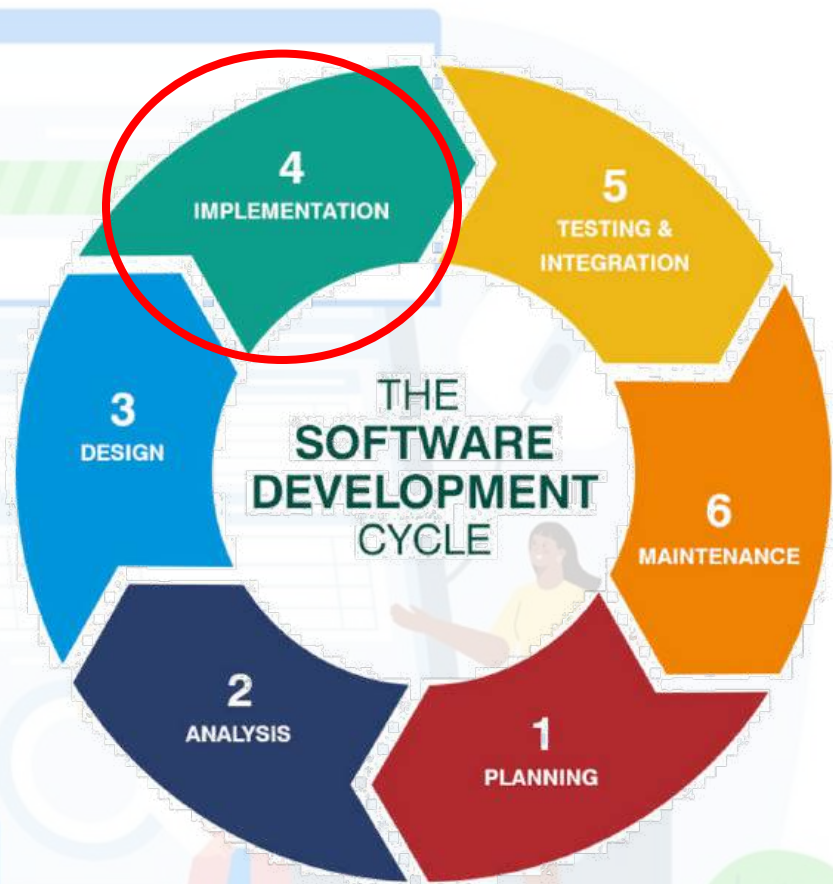 4
IMPLEMENTATION
5
TESTING &
INTEGRATION
3
DESIGN
THE
SOFTWARE
DEVELOPMENT
CYCLE
6
MAINTENANCE
2
ANALYSIS
1
PLANNING